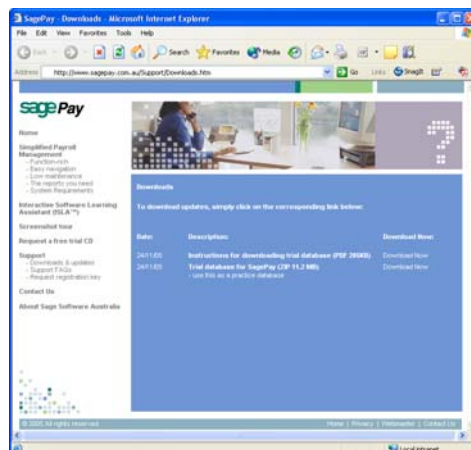 SagePay - Downloads - Microsoft Internet Explorer
File Edit View Favorites Tools Help
Back Search Favorites Media
Address http://www.sagepay.com.au/Support/Downloads.htm Go Links SnagIt
sage Pay
Home
Simplified Payroll
Management
- Function-rich
- Easy navigation
- Low maintenance
- The reports you need
- System Requirements
Interactive Software Learning
Assistant (ISLA™)
Screenshot tour
Request a free trial CD
Support
- Downloads & updates
- Support FAQs
- Request registration key
Contact Us
About Sage Software Australia
?
Downloads
To download updates, simply click on the corresponding link below:
Date: Description: Download Now:
24/11/05 Instructions for downloading trial database (PDF 286KB) Download Now
24/11/05 Trial database for SagePay (ZIP 11.2 MB) Download Now
- use this as a practice database
© 2005 All rights reserved Home | Privacy | Webmaster | Contact Us
Local intranet